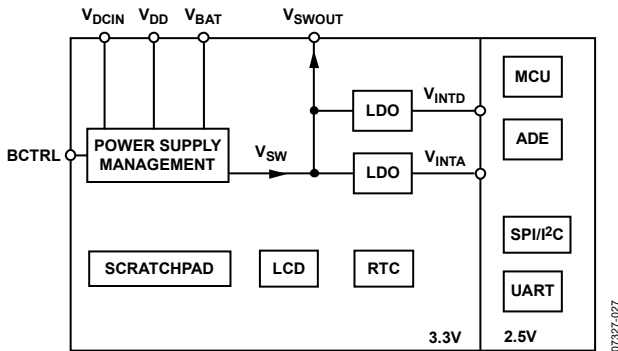 VDCIN VDD VBAT VSWOUT
MCU
LDO VINTD
ADE
BCTRL POWER SUPPLY MANAGEMENT VSW LDO VINTA
SPI/I²C
SCRATCHPAD LCD RTC
UART
3.3V 2.5V
07327-027